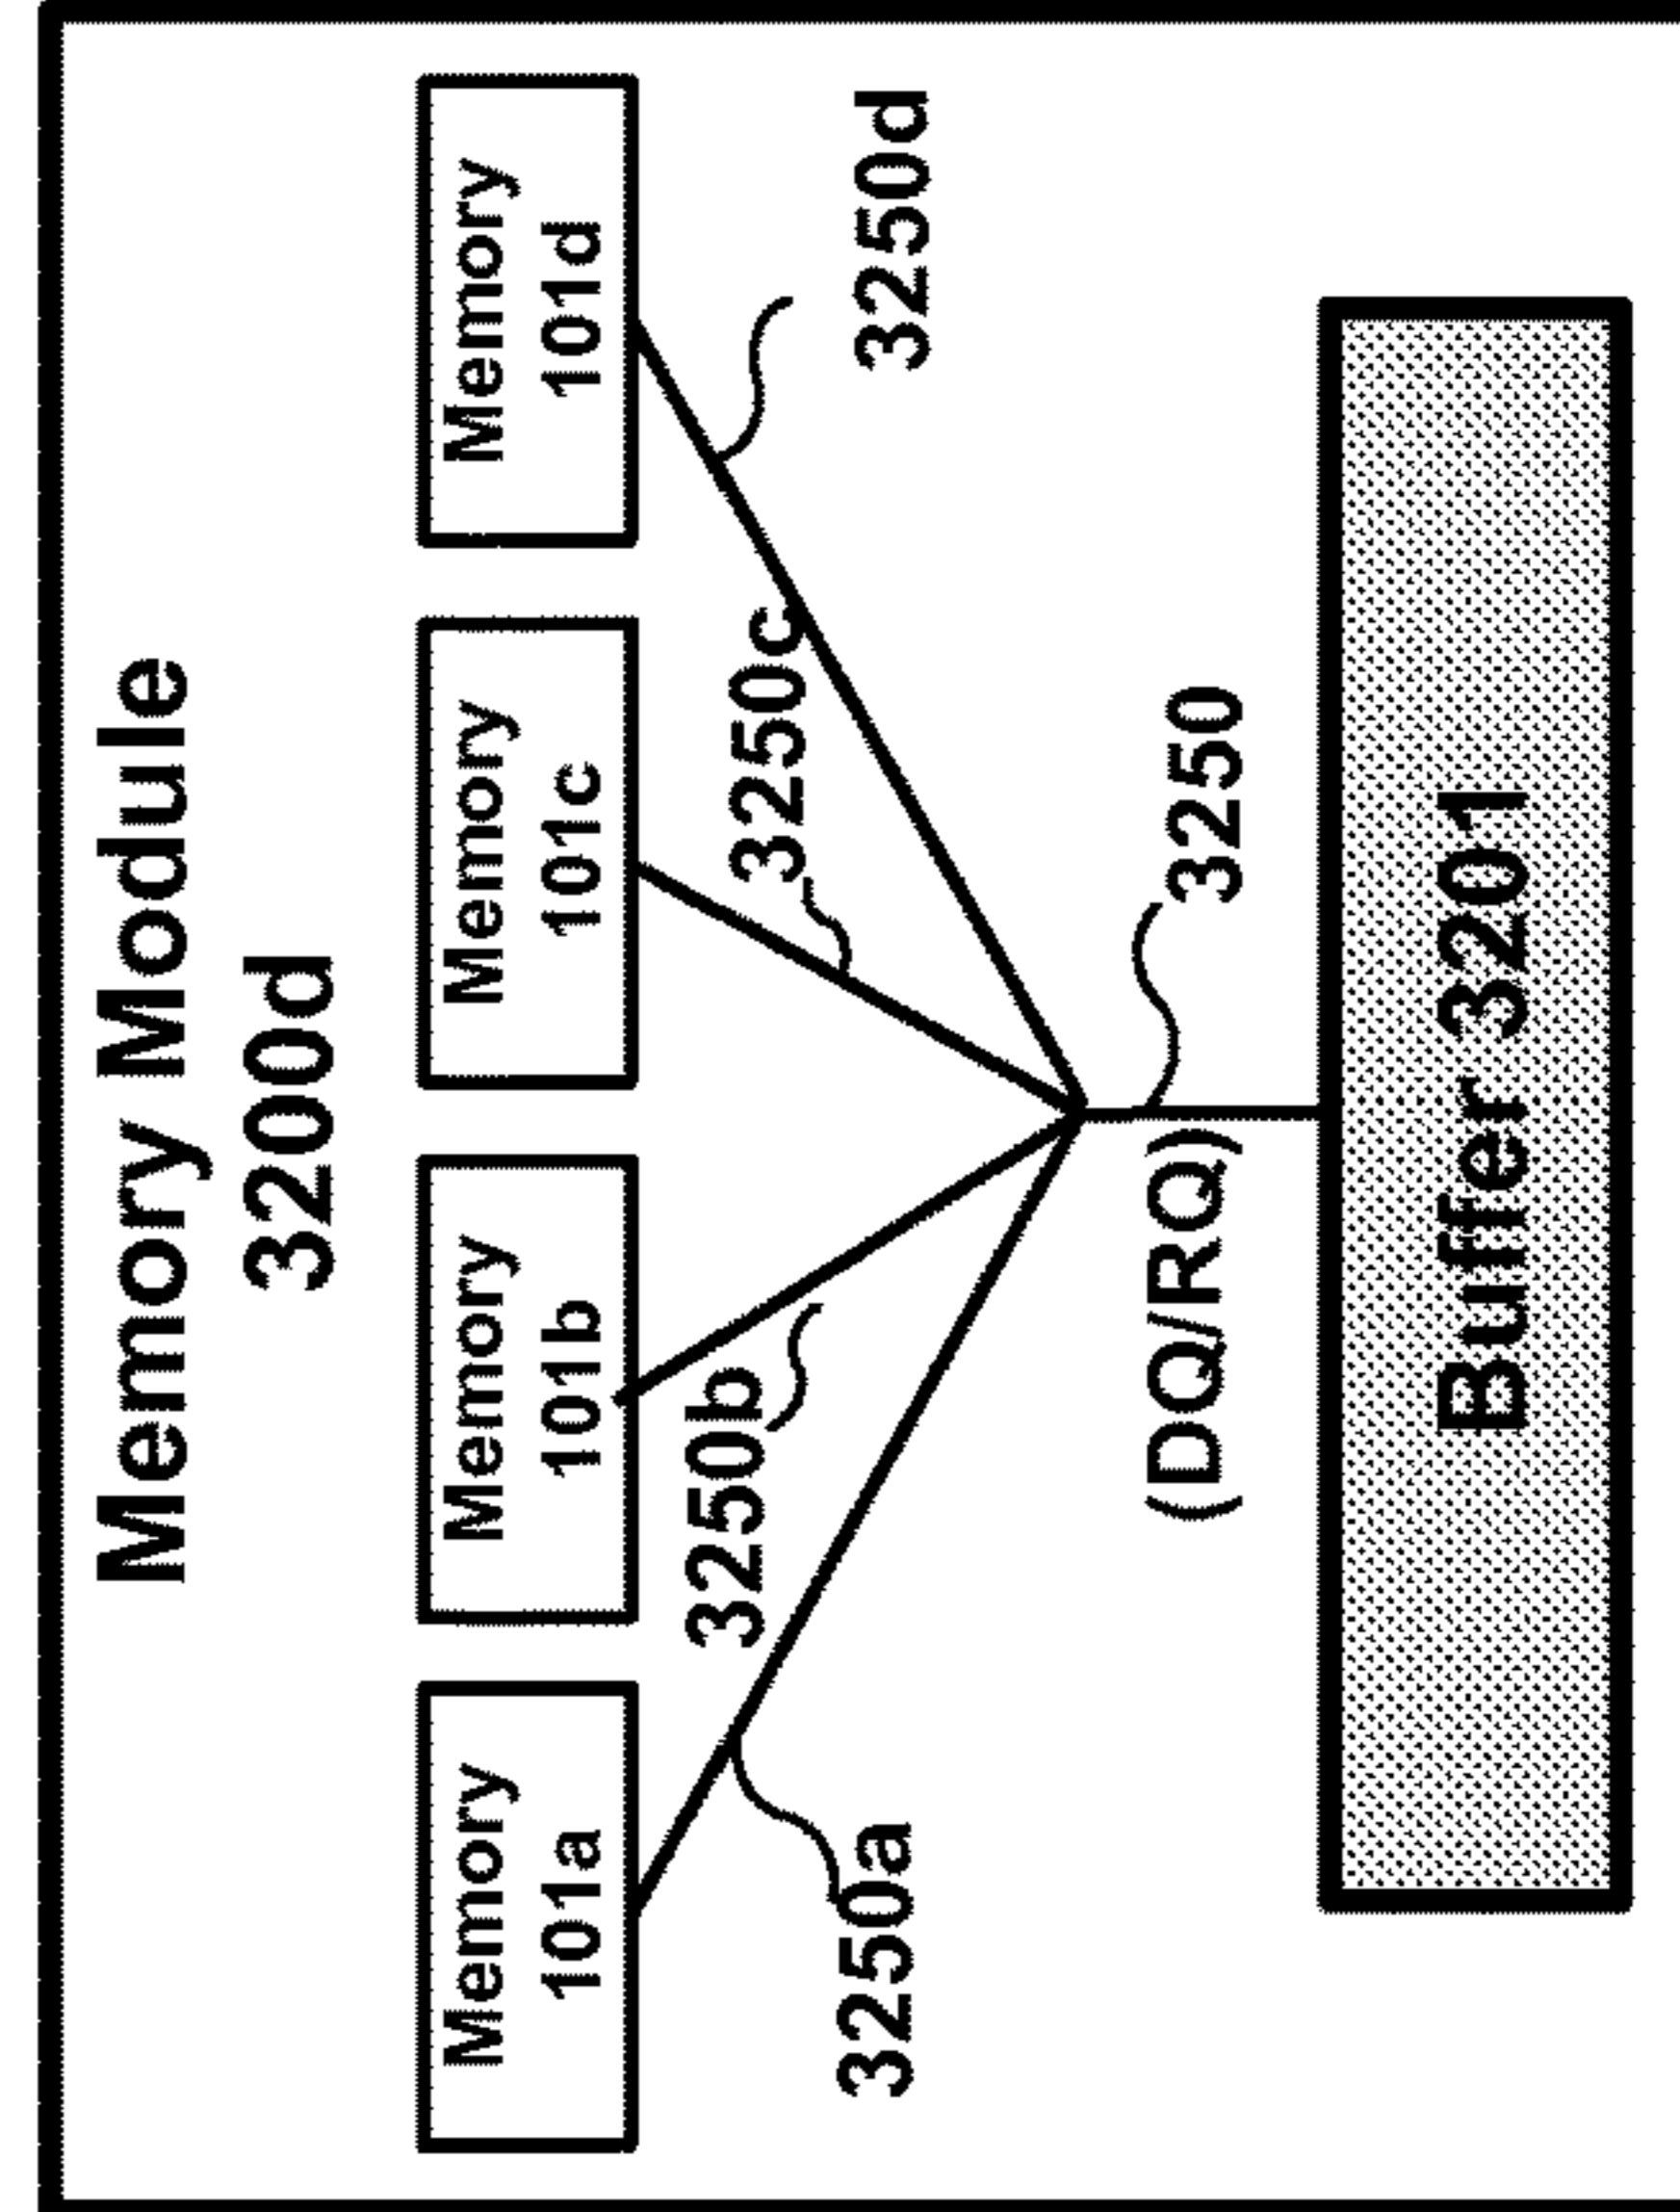 Memory Module
3200d
Memory
101a
Memory
101b
Memory
101c
Memory
101d
3250a
3250b
3250c
3250d
(DQ/RQ)
3250
Buffer 3201